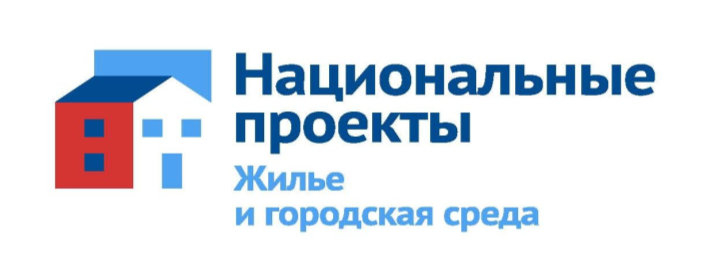 Национальные
проекты
Жилье
и городская среда